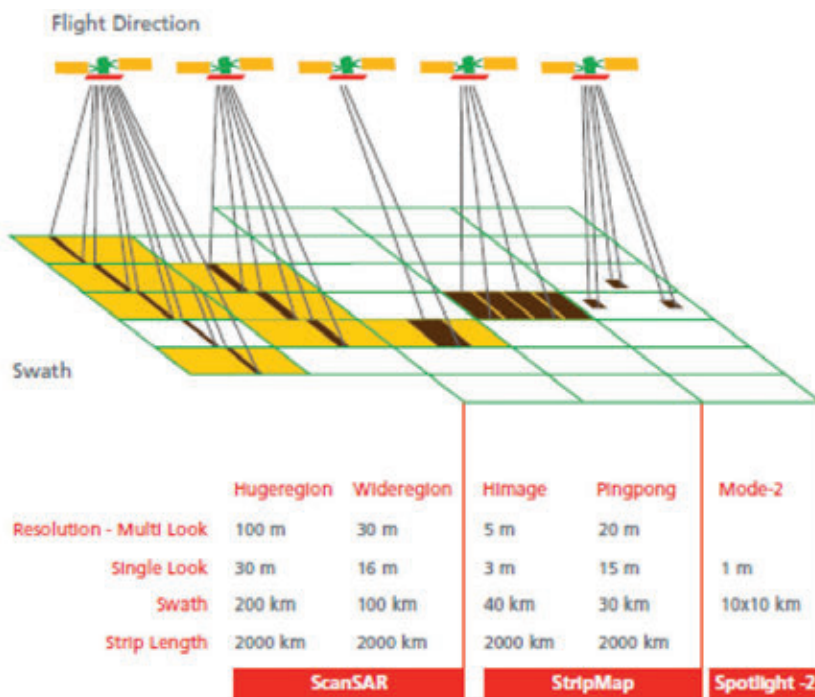 Flight Direction
Swath
Hugeregion Wideregion Himage Pingpong Mode-2
Resolution - Multi Look 100 m 30 m 5 m 20 m
Single Look 30 m 16 m 3 m 15 m 1 m
Swath 200 km 100 km 40 km 30 km 10x10 km
Strip Length 2000 km 2000 km 2000 km 2000 km
ScanSAR StripMap Spotlight -2